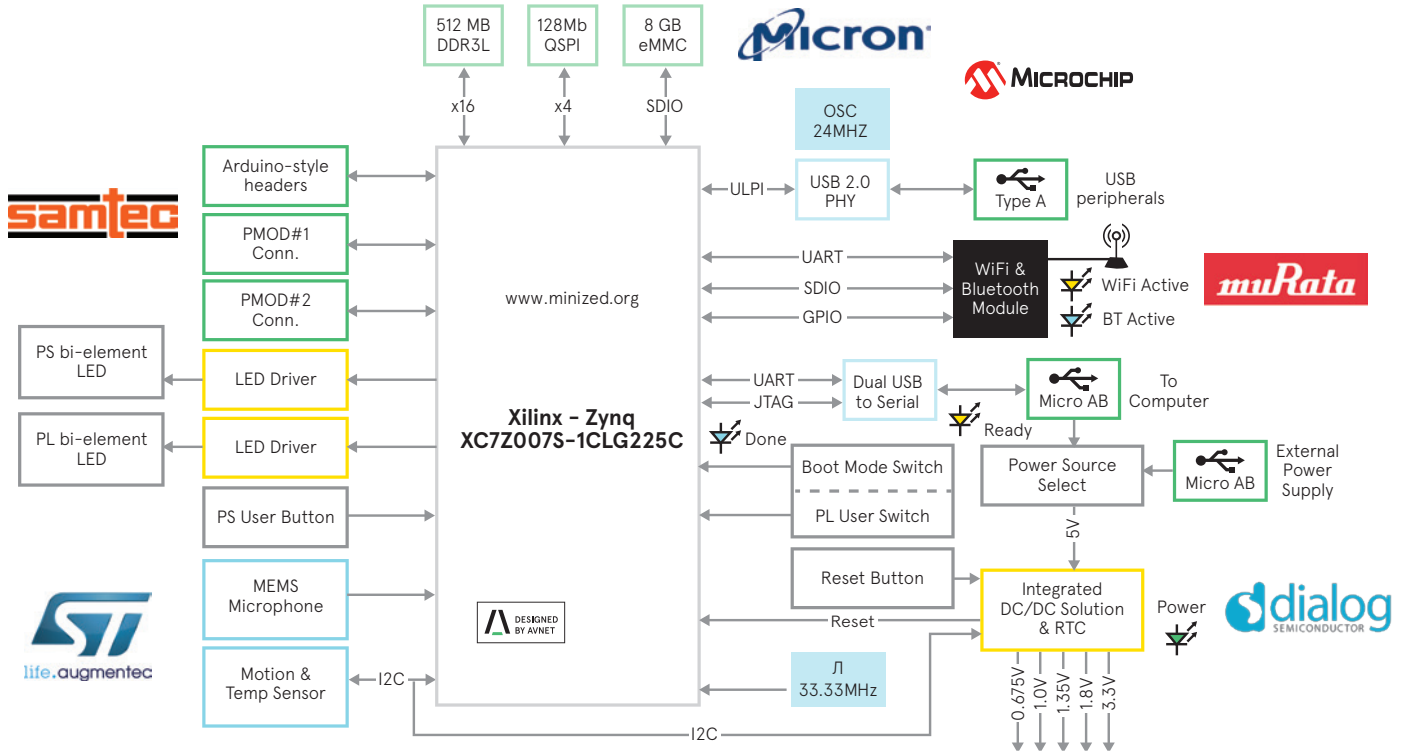 512 MB
DDR3L
128Mb
QSPI
8 GB
eMMC
Micron
MICROCHIP
x16
x4
SDIO
OSC
24MHZ
Arduino-style
headers
ULPI
USB 2.0
PHY
Type A
USB
peripherals
samtec
PMOD#1
Conn.
UART
SDIO
GPIO
WiFi &
Bluetooth
Module
WiFi Active
BT Active
muRata
www.minized.org
PMOD#2
Conn.
PS bi-element
LED
LED Driver
UART
JTAG
Dual USB
to Serial
Micro AB
To
Computer
Xilinx - Zynq
XC7Z007S-1CLG225C
Done
Ready
PL bi-element
LED
LED Driver
Boot Mode Switch
PL User Switch
Power Source
Select
Micro AB
External
Power
Supply
PS User Button
5V
Reset Button
Integrated
DC/DC Solution
& RTC
Power
dialog
SEMICONDUCTOR
MEMS
Microphone
ST
life.augmentec
DESIGNED
BY AVNET
Reset
Motion &
Temp Sensor
I2C
33.33MHz
I2C
0.675V
1.0V
1.35V
1.8V
3.3V